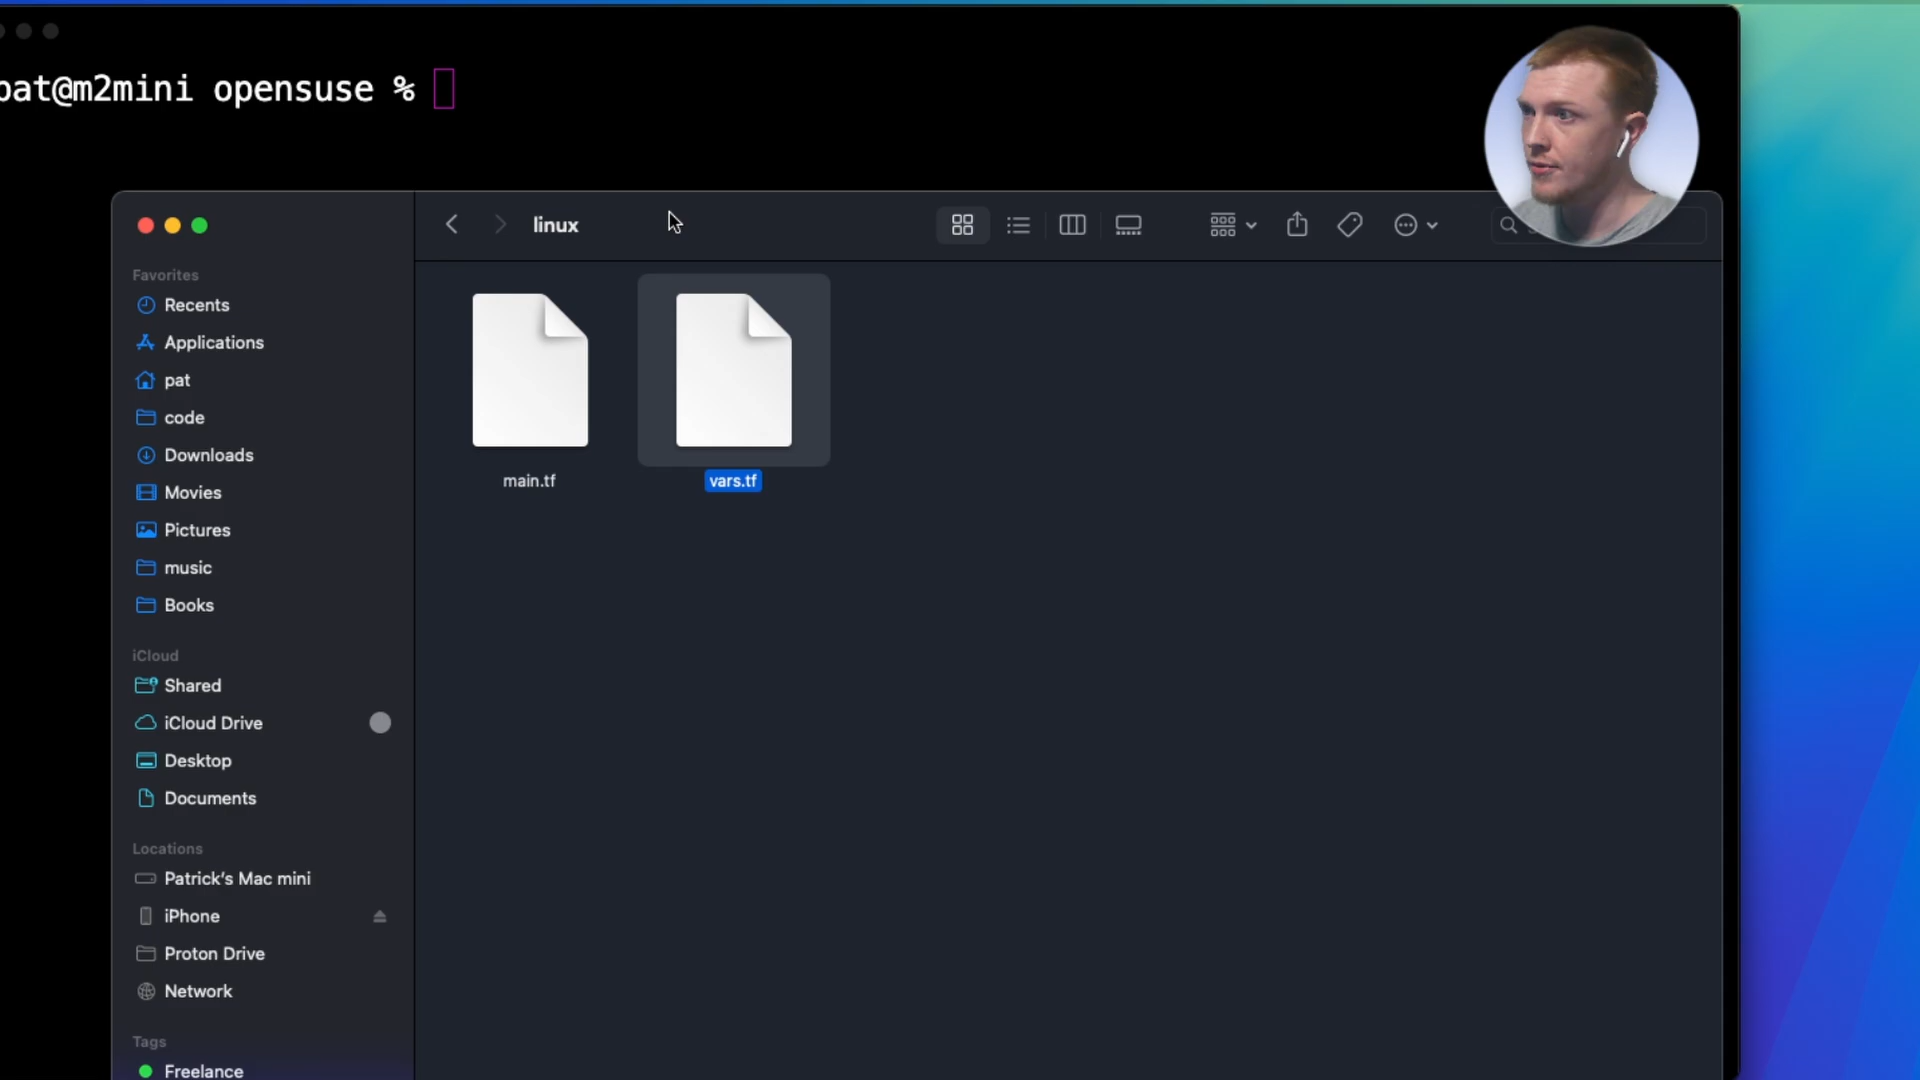 pat@m2mini opensuse %
linux
Favorites
Recents
Applications
pat
code
Downloads
Movies
Pictures
music
Books
iCloud
Shared
iCloud Drive
Desktop
Documents
Locations
Patrick's Mac mini
iPhone
Proton Drive
Network
Tags
Freelance
main.tf
vars.tf